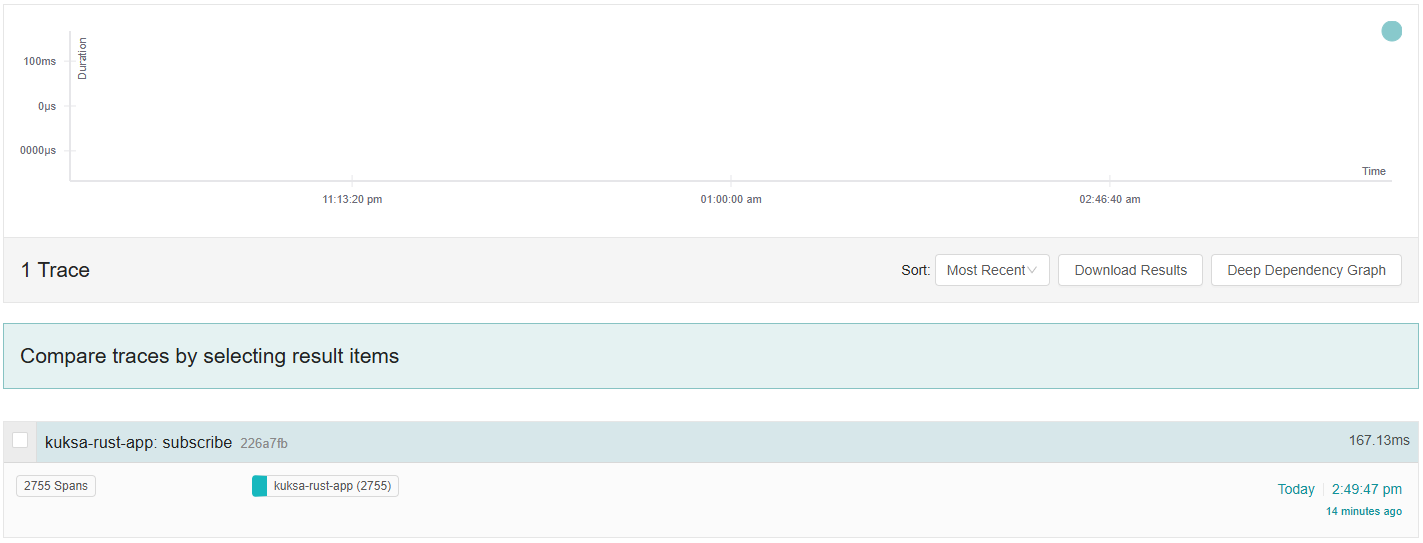 Duration
100ms
0μs
0000μs
Time
11:13:20 pm 01:00:00 am 02:46:40 am
1 Trace Sort: Most Recent Download Results Deep Dependency Graph
Compare traces by selecting result items
kuksa-rust-app: subscribe 226a7fb 167.13ms
2755 Spans kuksa-rust-app (2755) Today 2:49:47 pm
14 minutes ago